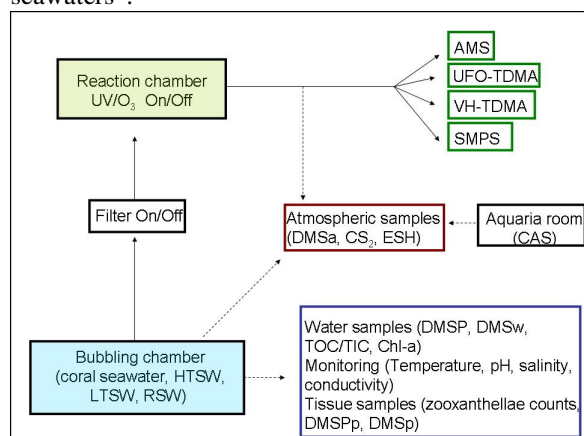 seawaters".
Reaction chamber
UV/O₃ On/Off
AMS
UFO-TDMA
VH-TDMA
SMPS
Filter On/Off
Atmospheric samples
(DMSa, CS₂, ESH)
Aquaria room
(CAS)
Bubbling chamber
(coral seawater, HTSW,
LTSW, RSW)
Water samples (DMSP, DMSw,
TOC/TIC, Chl-a)
Monitoring (Temperature, pH, salinity,
conductivity)
Tissue samples (zooxanthellae counts,
DMSPp, DMSp)